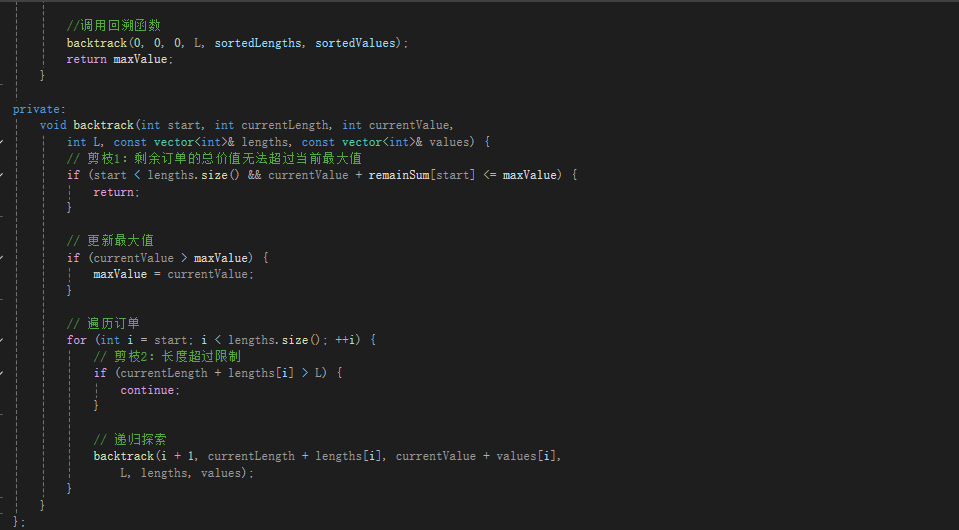 //调用回溯函数
backtrack(0, 0, 0, L, sortedLengths, sortedValues);
return maxValue;
}
private:
void backtrack(int start, int currentLength, int currentValue,
int L, const vector<int>& lengths, const vector<int>& values) {
// 剪枝1: 剩余订单的总价值无法超过当前最大值
if (start < lengths.size() && currentValue + remainSum[start] <= maxValue) {
return;
}
// 更新最大值
if (currentValue > maxValue) {
maxValue = currentValue;
}
// 遍历订单
for (int i = start; i < lengths.size(); ++i) {
// 剪枝2: 长度超过限制
if (currentLength + lengths[i] > L) {
continue;
}
// 递归探索
backtrack(i + 1, currentLength + lengths[i], currentValue + values[i],
L, lengths, values);
}
}
};